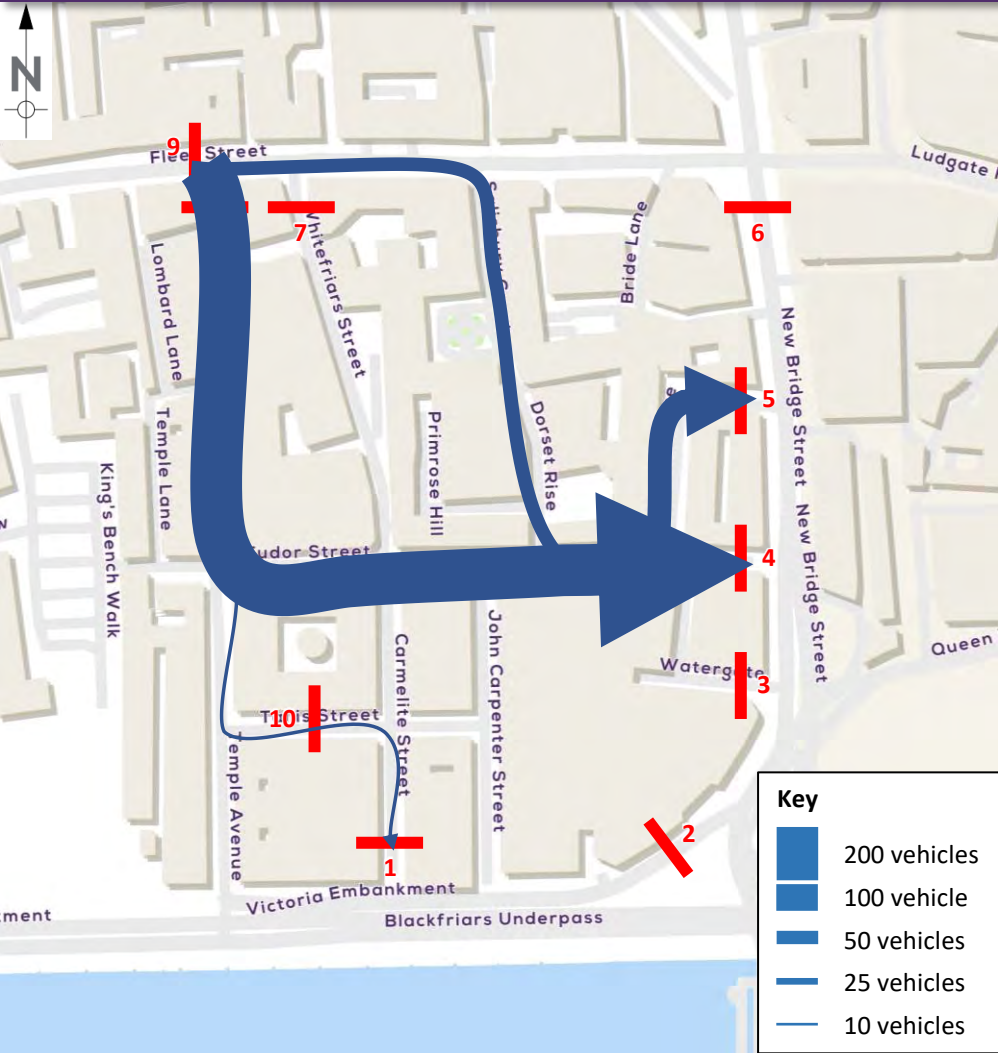 N
9
Street
Ludgate
7
6
Whitefriars Street
Lombard Lane
Bride Lane
New Bridge Street
5
Temple Lane
King's Bench Walk
Primrose Hill
Dorset Rise
New Bridge Street
Tudor Street
4
Carmelite Street
John Carpenter Street
Queen
Watergate
3
10
Street
Temple Avenue
2
1
Victoria Embankment
Blackfriars Underpass
Key
200 vehicles
100 vehicle
50 vehicles
25 vehicles
10 vehicles